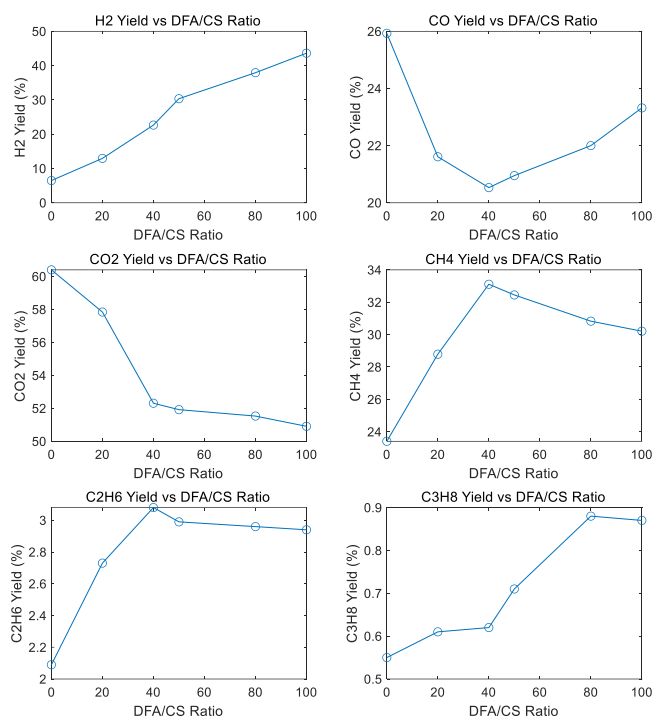 H2 Yield vs DFA/CS Ratio
50
40
30
20
10
0
H2 Yield (%)
0 20 40 60 80 100
DFA/CS Ratio
CO Yield vs DFA/CS Ratio
26
24
22
20
CO Yield (%)
0 20 40 60 80 100
DFA/CS Ratio
CO2 Yield vs DFA/CS Ratio
60
58
56
54
52
50
CO2 Yield (%)
0 20 40 60 80 100
DFA/CS Ratio
CH4 Yield vs DFA/CS Ratio
34
32
30
28
26
24
CH4 Yield (%)
0 20 40 60 80 100
DFA/CS Ratio
C2H6 Yield vs DFA/CS Ratio
3
2.8
2.6
2.4
2.2
2
C2H6 Yield (%)
0 20 40 60 80 100
DFA/CS Ratio
C3H8 Yield vs DFA/CS Ratio
0.9
0.8
0.7
0.6
0.5
C3H8 Yield (%)
0 20 40 60 80 100
DFA/CS Ratio